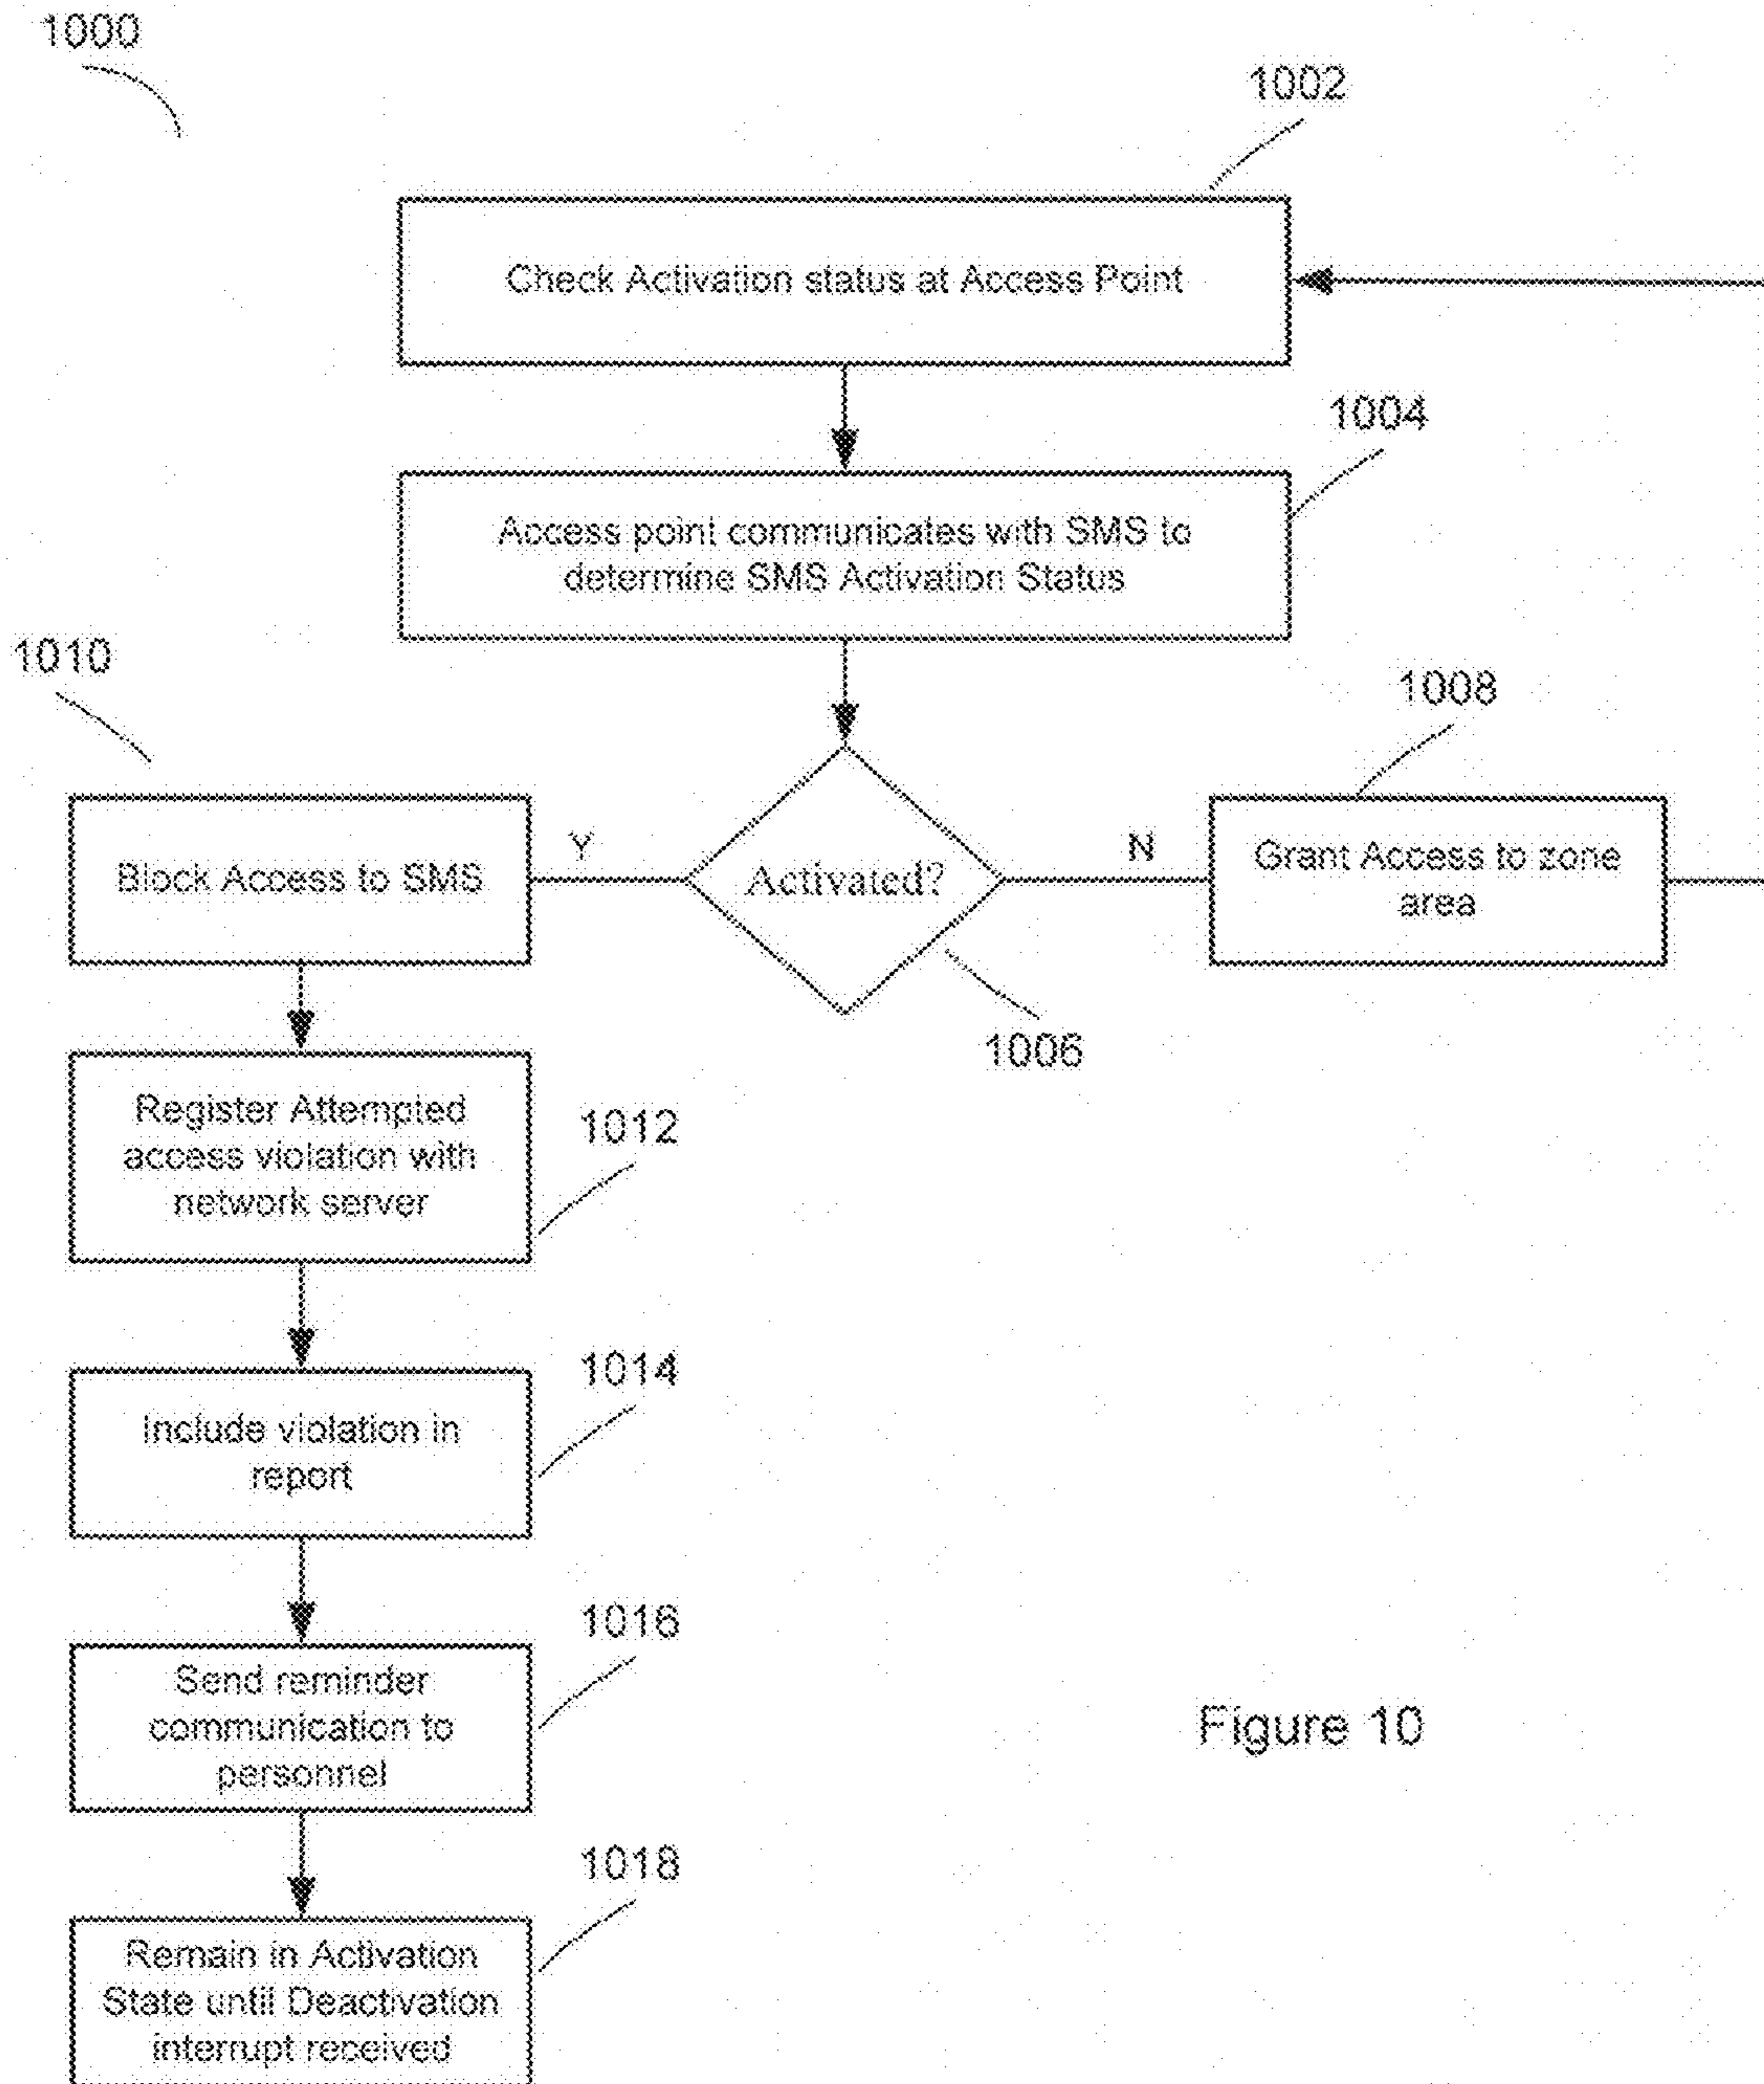 1000
1002
Check Activation status at Access Point
1004
Access point communicates with SMS to
determine SMS Activation Status
1010
1008
Block Access to SMS
Y
Activated?
N
Grant Access to zone
area
1006
Register Attempted
access violation with
network server
1012
Include violation in
report
1014
Send reminder
communication to
personnel
1016
Figure 10
Remain in Activation
State until Deactivation
interrupt received
1018